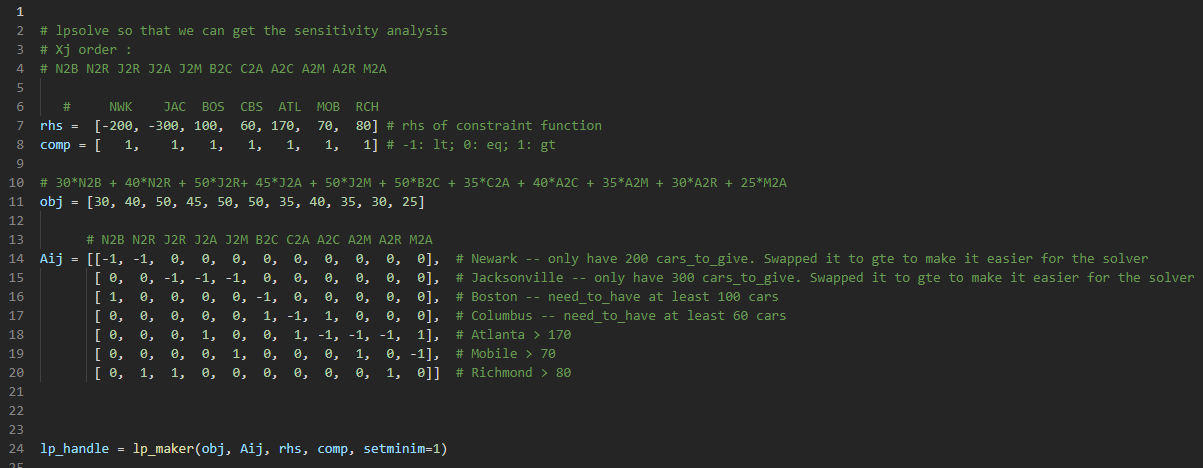 1
2 # lpsolve so that we can get the sensitivity analysis
3 # Xj order :
4 # N2B N2R J2R J2A J2M B2C C2A A2C A2M A2R M2A
5
6    #     NWK    JAC  BOS  CBS  ATL  MOB  RCH
7 rhs =  [-200, -300, 100,  60, 170,  70,  80] # rhs of constraint function
8 comp = [   1,    1,   1,   1,   1,   1,   1] # -1: lt; 0: eq; 1: gt
9
10 # 30*N2B + 40*N2R + 50*J2R+ 45*J2A + 50*J2M + 50*B2C + 35*C2A + 40*A2C + 35*A2M + 30*A2R + 25*M2A
11 obj = [30, 40, 50, 45, 50, 50, 35, 40, 35, 30, 25]
12
13       # N2B N2R J2R J2A J2M B2C C2A A2C A2M A2R M2A
14 Aij = [[-1, -1,  0,  0,  0,  0,  0,  0,  0,  0,  0],  # Newark -- only have 200 cars_to_give. Swapped it to gte to make it easier for the solver
15        [ 0,  0, -1, -1, -1,  0,  0,  0,  0,  0,  0],  # Jacksonville -- only have 300 cars_to_give. Swapped it to gte to make it easier for the solver
16        [ 1,  0,  0,  0,  0, -1,  0,  0,  0,  0,  0],  # Boston -- need_to_have at least 100 cars
17        [ 0,  0,  0,  0,  0,  1, -1,  1,  0,  0,  0],  # Columbus -- need_to_have at least 60 cars
18        [ 0,  0,  0,  1,  0,  0,  1, -1, -1, -1,  1],  # Atlanta > 170
19        [ 0,  0,  0,  0,  1,  0,  0,  0,  1,  0, -1],  # Mobile > 70
20        [ 0,  1,  1,  0,  0,  0,  0,  0,  0,  1,  0]]  # Richmond > 80
21
22
23
24 lp_handle = lp_maker(obj, Aij, rhs, comp, setminim=1)
25